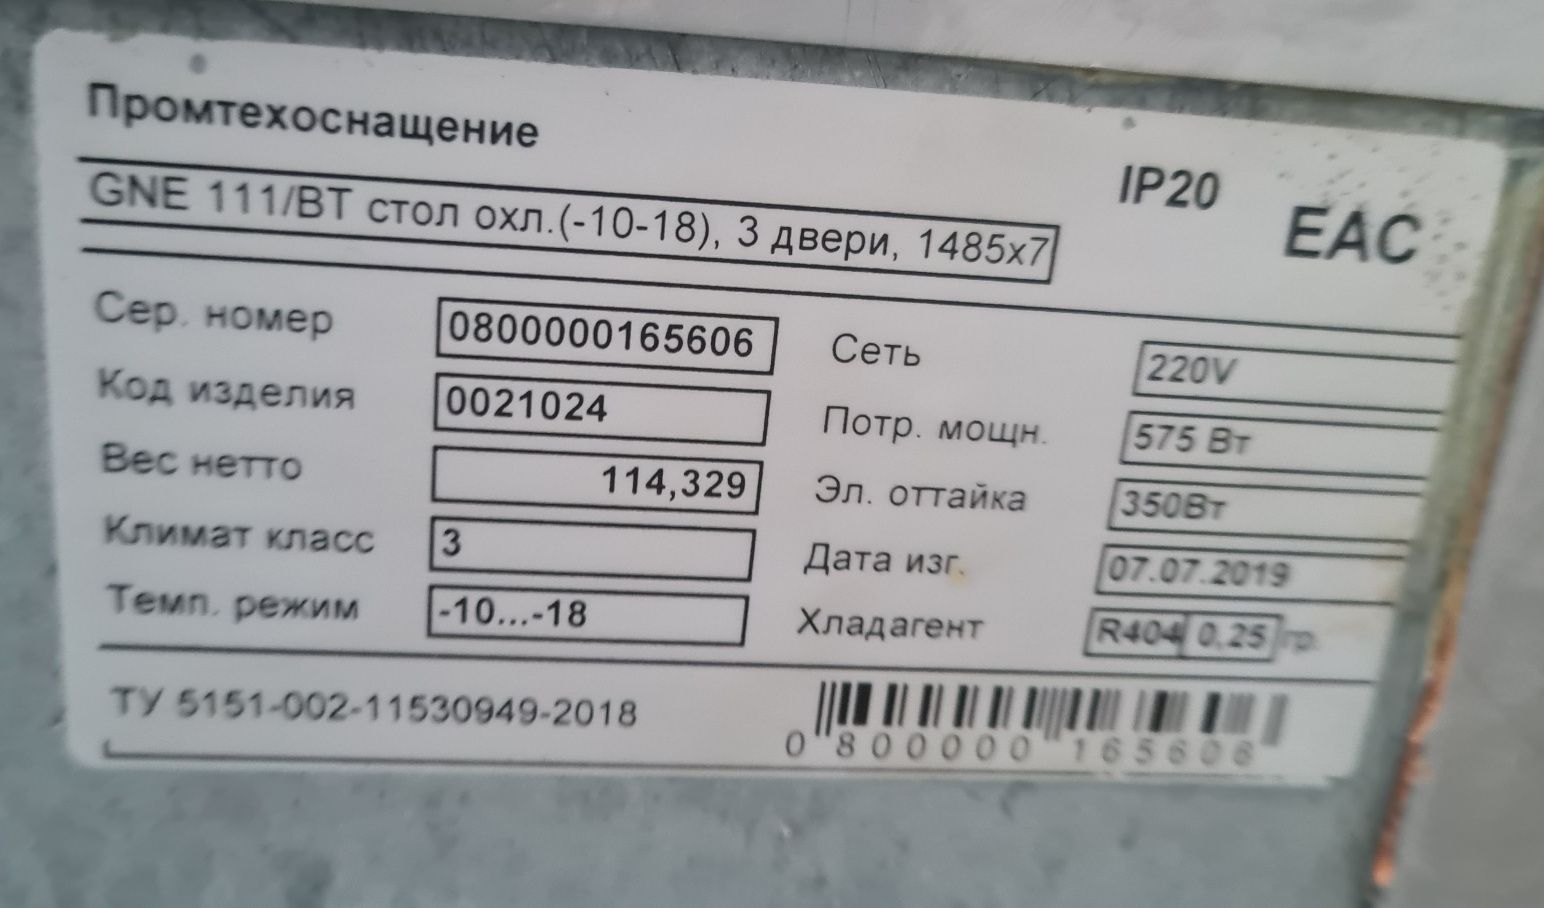 Промтехоснащение
IP20
EAC
GNE 111/BT стол охл.(-10-18), 3 двери, 1485х7
Сер. номер 0800000165606 Сеть 220V
Код изделия 0021024 Потр. мощн. 575 Вт
Вес нетто 114,329 Эл. оттайка 350Вт
Климат класс 3 Дата изг. 07.07.2019
Темп. режим -10...-18 Хладагент R404 0,25 гр.
ТУ 5151-002-11530949-2018
0 800000 165606